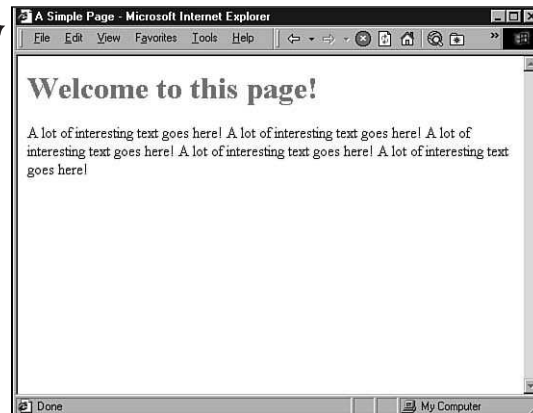 A Simple Page - Microsoft Internet Explorer
File Edit View Favorites Tools Help »
Welcome to this page!
A lot of interesting text goes here! A lot of interesting text goes here! A lot of
interesting text goes here! A lot of interesting text goes here! A lot of interesting text
goes here!
Done My Computer